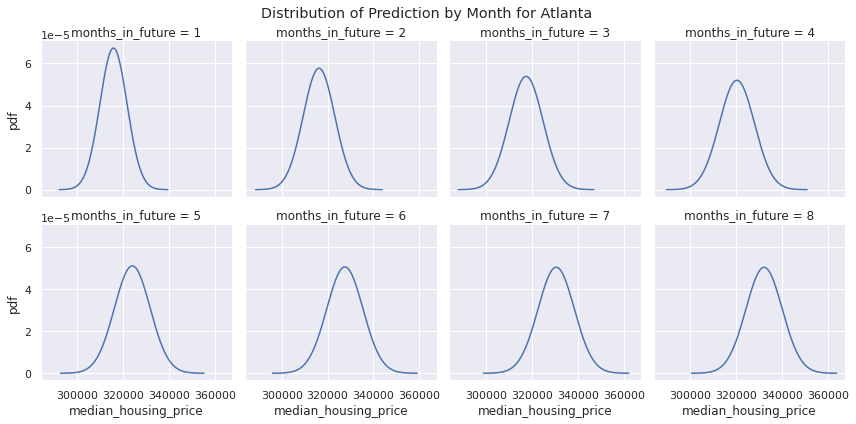 Distribution of Prediction by Month for Atlanta
1e−5 months_in_future = 1 months_in_future = 2 months_in_future = 3 months_in_future = 4
6
4
pdf
2
0
1e−5 months_in_future = 5 months_in_future = 6 months_in_future = 7 months_in_future = 8
6
4
pdf
2
0
300000 320000 340000 360000 300000 320000 340000 360000 300000 320000 340000 360000 300000 320000 340000 360000
median_housing_price median_housing_price median_housing_price median_housing_price